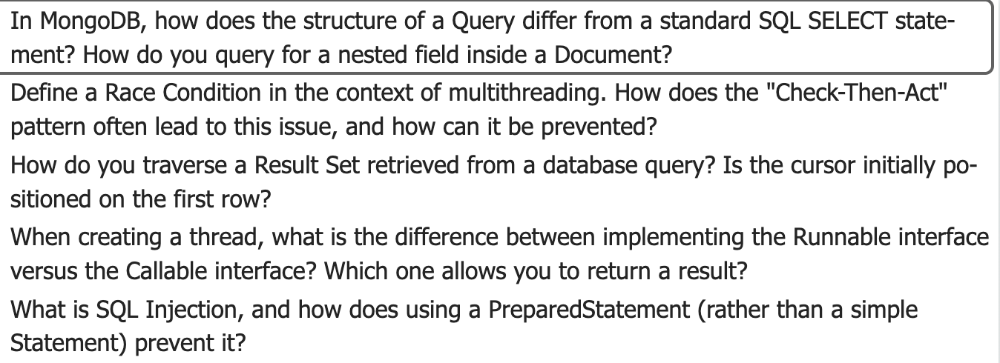 In MongoDB, how does the structure of a Query differ from a standard SQL SELECT state-
ment? How do you query for a nested field inside a Document?
Define a Race Condition in the context of multithreading. How does the "Check-Then-Act"
pattern often lead to this issue, and how can it be prevented?
How do you traverse a Result Set retrieved from a database query? Is the cursor initially po-
sitioned on the first row?
When creating a thread, what is the difference between implementing the Runnable interface
versus the Callable interface? Which one allows you to return a result?
What is SQL Injection, and how does using a PreparedStatement (rather than a simple
Statement) prevent it?